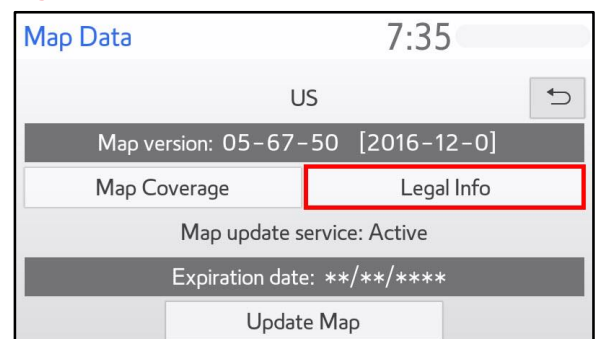 Map Data 7:35
US
Map version: 05-67-50 [2016-12-0]
Map Coverage Legal Info
Map update service: Active
Expiration date: **/**/****
Update Map